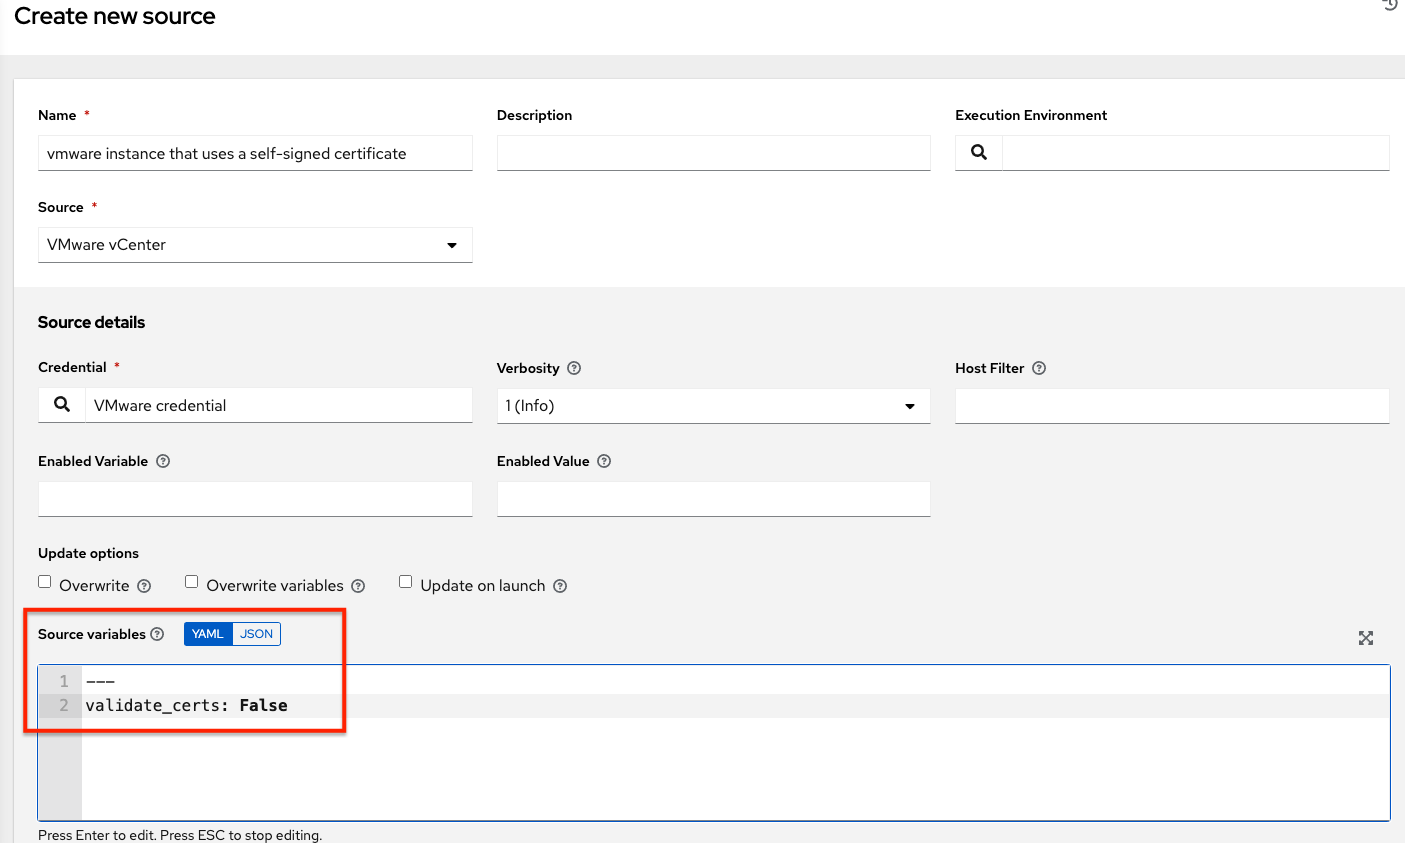 Create new source
Name *
Description
Execution Environment
vmware instance that uses a self-signed certificate
Source *
VMware vCenter
Source details
Credential *
Verbosity
Host Filter
VMware credential
1 (Info)
Enabled Variable
Enabled Value
Update options
Overwrite
Overwrite variables
Update on launch
Source variables
YAML
JSON
1 ---
2 validate_certs: False
Press Enter to edit. Press ESC to stop editing.